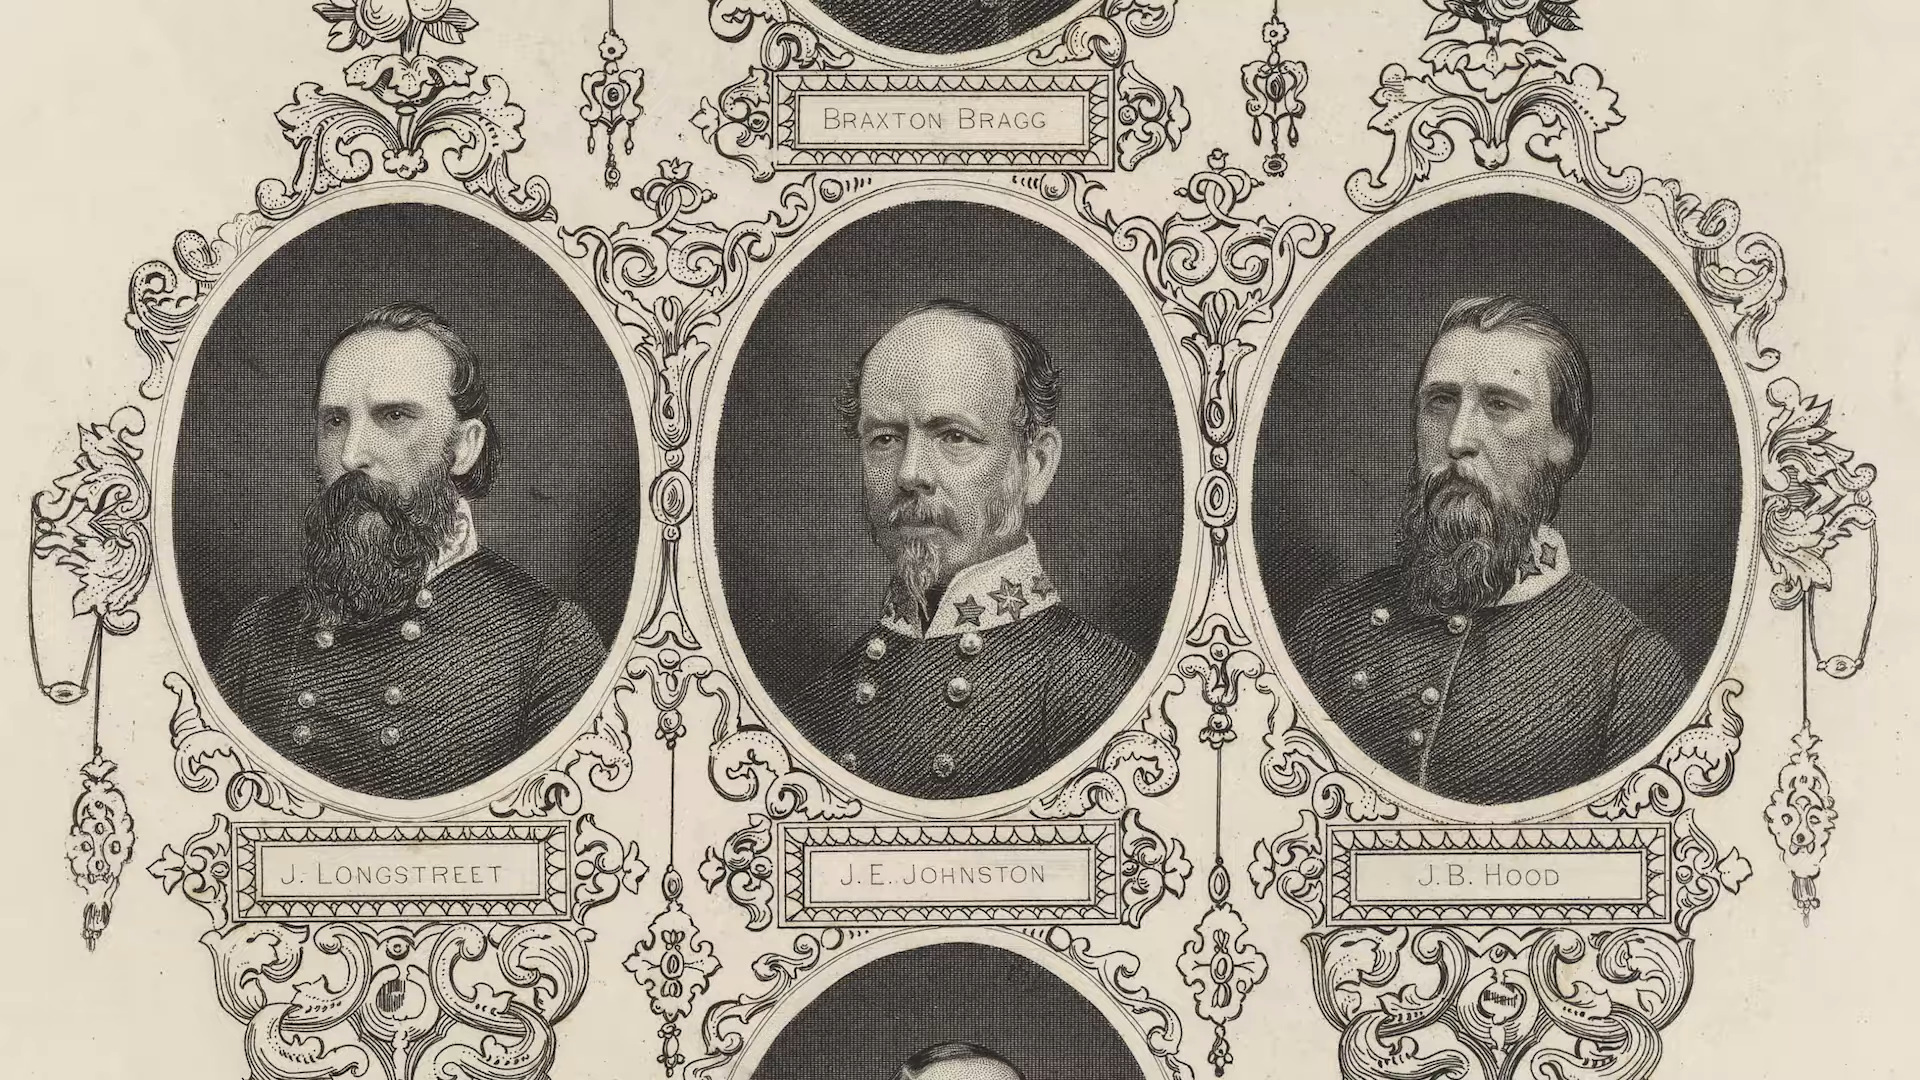 BRAXTON BRAGG
J. LONGSTREET
J. E. JOHNSTON
J. B. HOOD